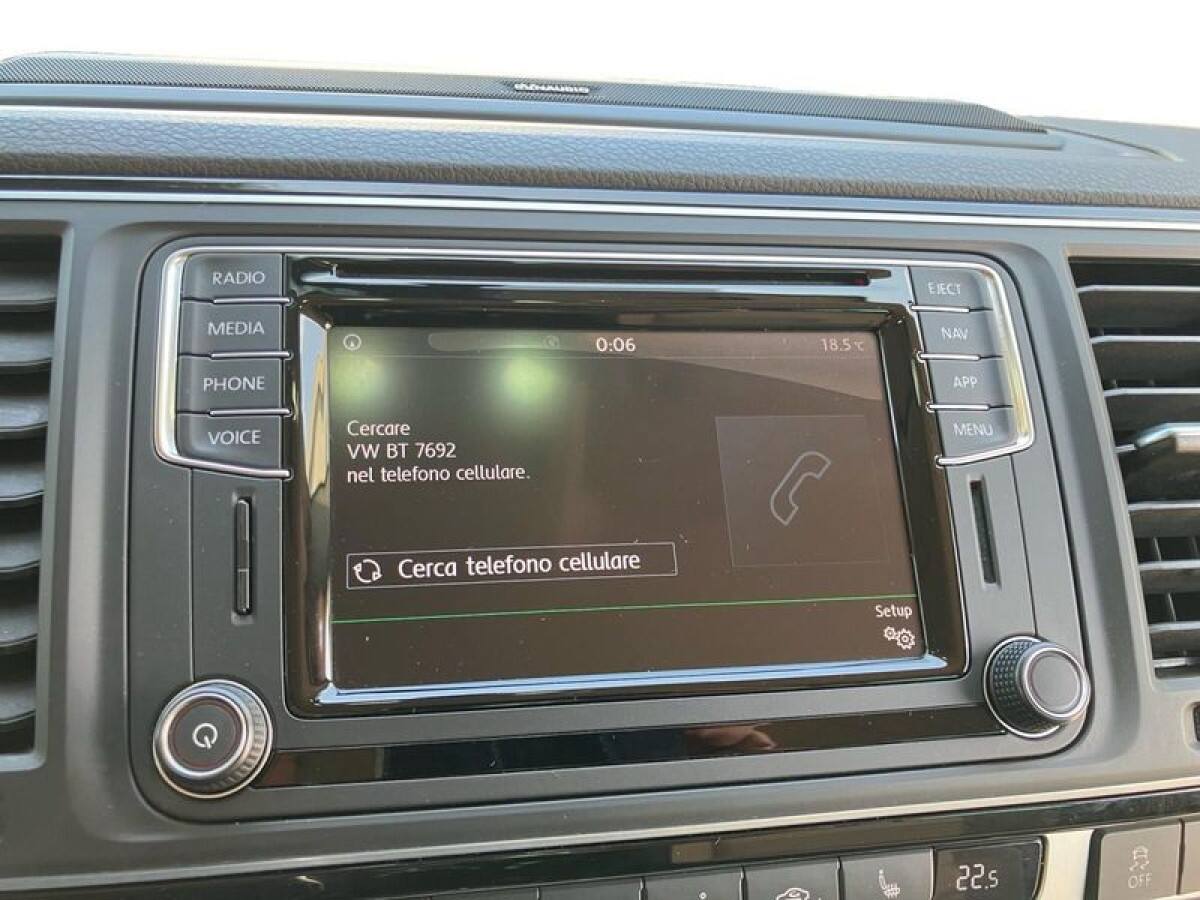 DYNAUDIO
RADIO
MEDIA
PHONE
VOICE
EJECT
NAV
APP
MENU
0:06
18.5 °C
Cercare
VW BT 7692
nel telefono cellulare.
Cerca telefono cellulare
Setup
22.5
OFF